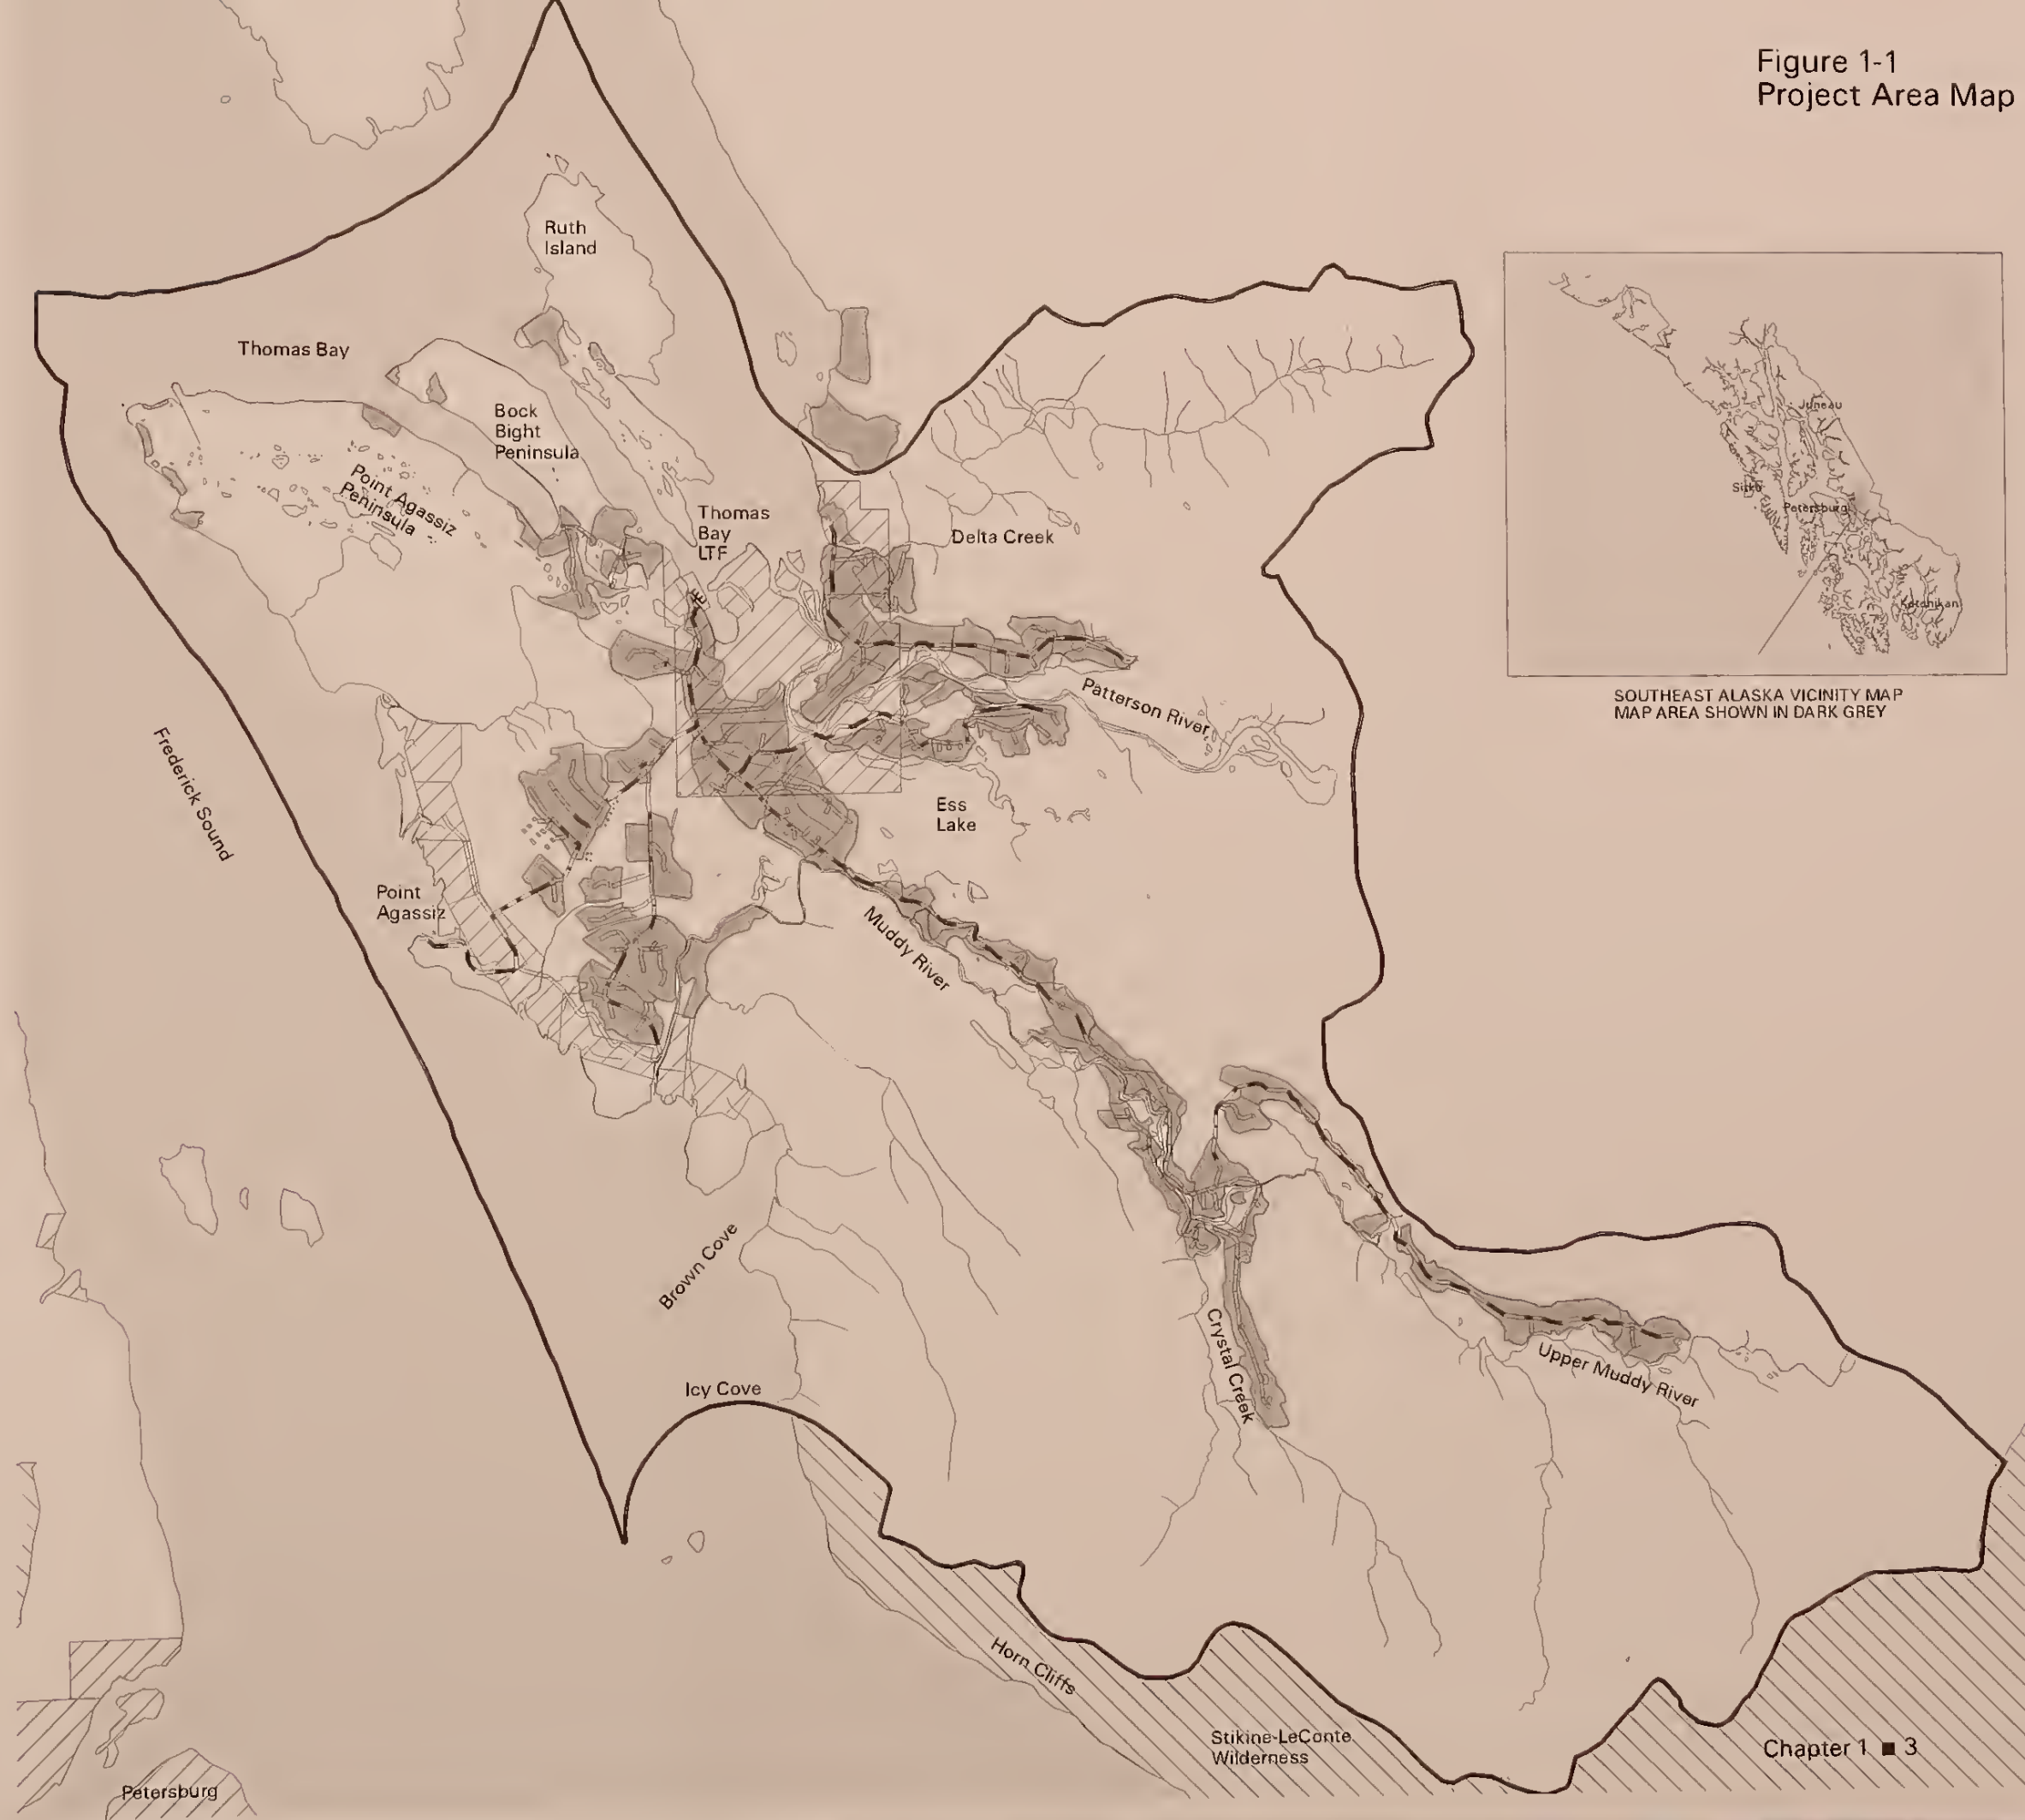 Figure 1-1
Project Area Map
Ruth
Island
Thomas Bay
Bock
Bight
Peninsula
Point Agassiz
Peninsula
Thomas
Bay
LTF
Delta Creek
Patterson River
Frederick Sound
Ess
Lake
Point
Agassiz
Muddy River
Brown Cove
Icy Cove
Crystal Creek
Upper Muddy River
Horn Cliffs
Stikine-LeConte
Wilderness
Petersburg
Juneau
Sitka
Petersburg
Ketchikan
SOUTHEAST ALASKA VICINITY MAP
MAP AREA SHOWN IN DARK GREY
Chapter 1 ■ 3